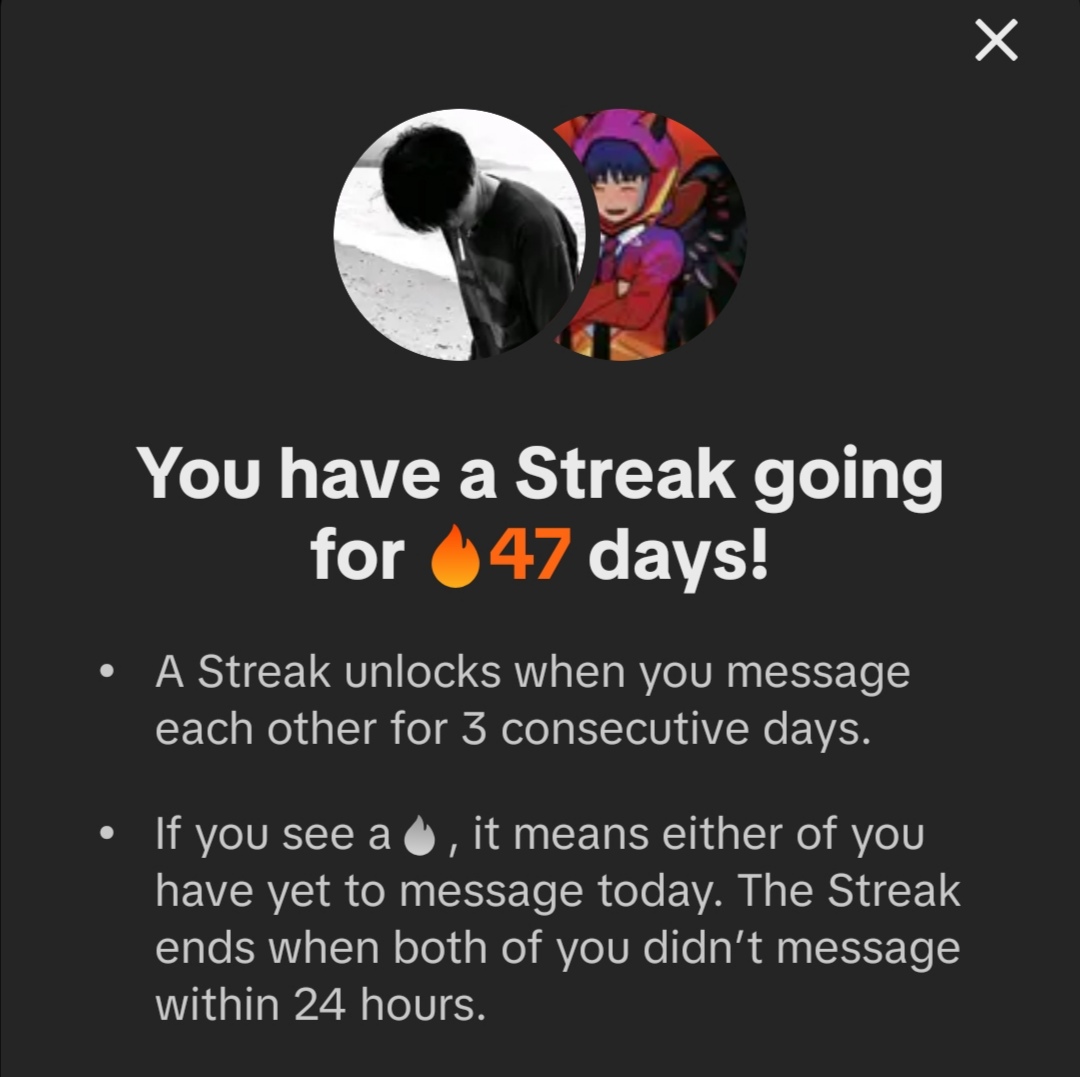 You have a Streak going
for 🔥47 days!
• A Streak unlocks when you message
each other for 3 consecutive days.
• If you see a , it means either of you
have yet to message today. The Streak
ends when both of you didn’t message
within 24 hours.